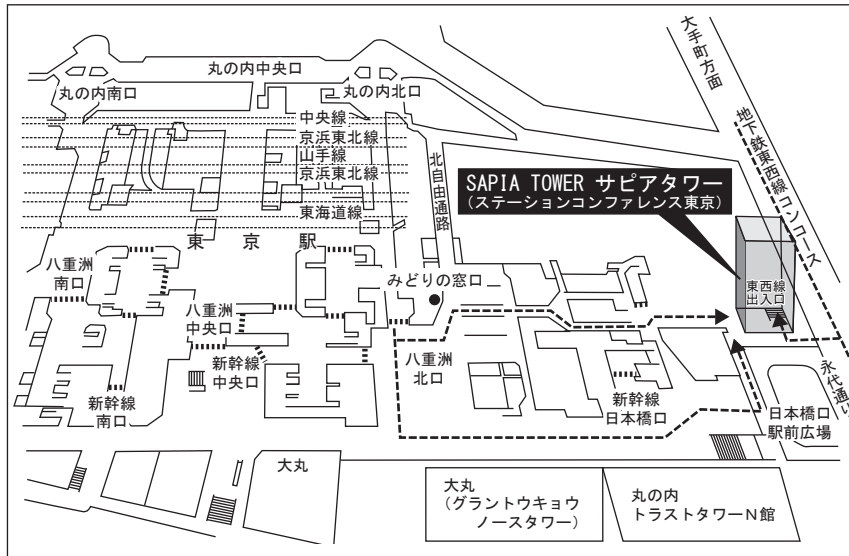 丸の内中央口
丸の内南口
丸の内北口
中央線
京浜東北線
山手線
京浜東北線
東海道線
東京駅
北自由通路
大手町方面
地下鉄東西線コンコース
SAPIA TOWER サピアタワー
(ステーションコンファレンス東京)
東西線
出入口
みどりの窓口
八重洲
南口
八重洲
中央口
新幹線
中央口
新幹線
南口
八重洲
北口
新幹線
日本橋口
永代通り
日本橋口
駅前広場
大丸
大丸
(グラントウキョウ
ノースタワー)
丸の内
トラストタワーN館